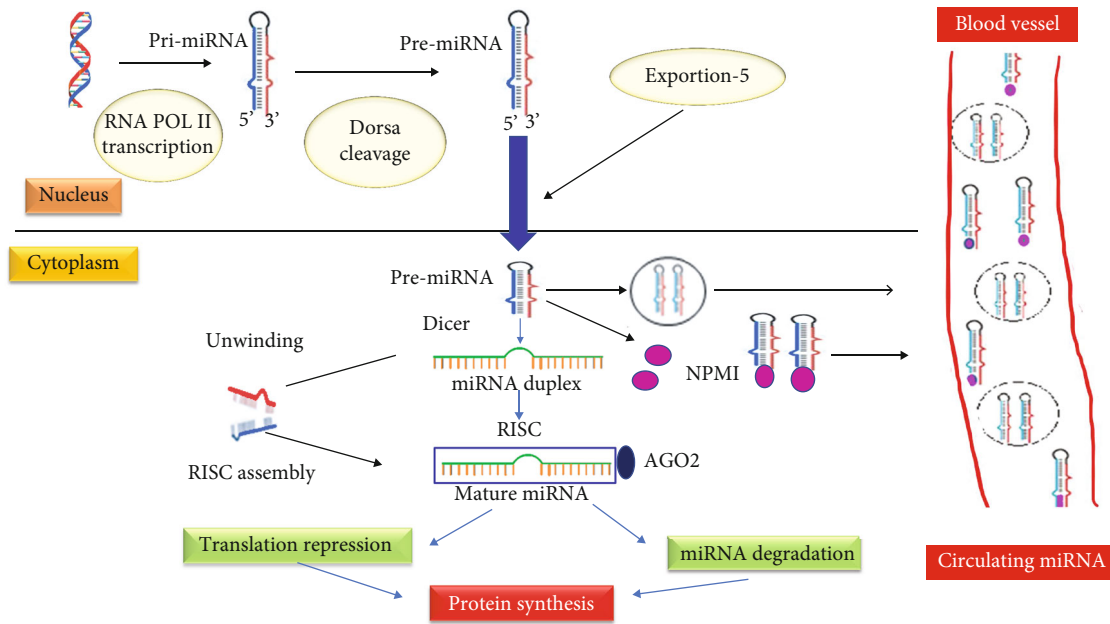 Blood vessel
Pri-miRNA
Pre-miRNA
Exportion-5
RNA POL II
transcription
5’ 3’
Dorsa
cleavage
5’ 3’
Nucleus
Cytoplasm
Pre-miRNA
Dicer
Unwinding
miRNA duplex
NPMI
RISC
RISC assembly
AGO2
Mature miRNA
Translation repression
miRNA degradation
Circulating miRNA
Protein synthesis